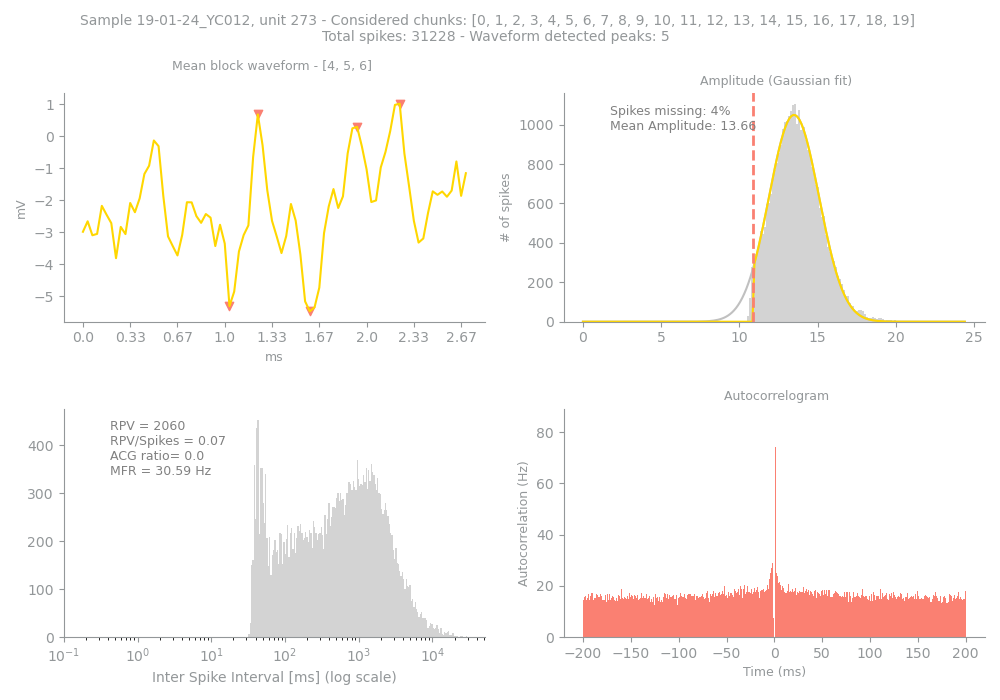 Sample 19-01-24_YC012, unit 273 - Considered chunks: [0, 1, 2, 3, 4, 5, 6, 7, 8, 9, 10, 11, 12, 13, 14, 15, 16, 17, 18, 19]
Total spikes: 31228 - Waveform detected peaks: 5
Mean block waveform - [4, 5, 6]
1
0
−1
−2
−3
−4
−5
mV
0.0 0.33 0.67 1.0 1.33 1.67 2.0 2.33 2.67
ms
Amplitude (Gaussian fit)
Spikes missing: 4%
Mean Amplitude: 13.66
1000
800
600
400
200
0
# of spikes
0 5 10 15 20 25
RPV = 2060
RPV/Spikes = 0.07
ACG ratio= 0.0
MFR = 30.59 Hz
400
300
200
100
0
10⁻¹ 10⁰ 10¹ 10² 10³ 10⁴
Inter Spike Interval [ms] (log scale)
Autocorrelogram
80
60
40
20
0
Autocorrelation (Hz)
−200 −150 −100 −50 0 50 100 150 200
Time (ms)